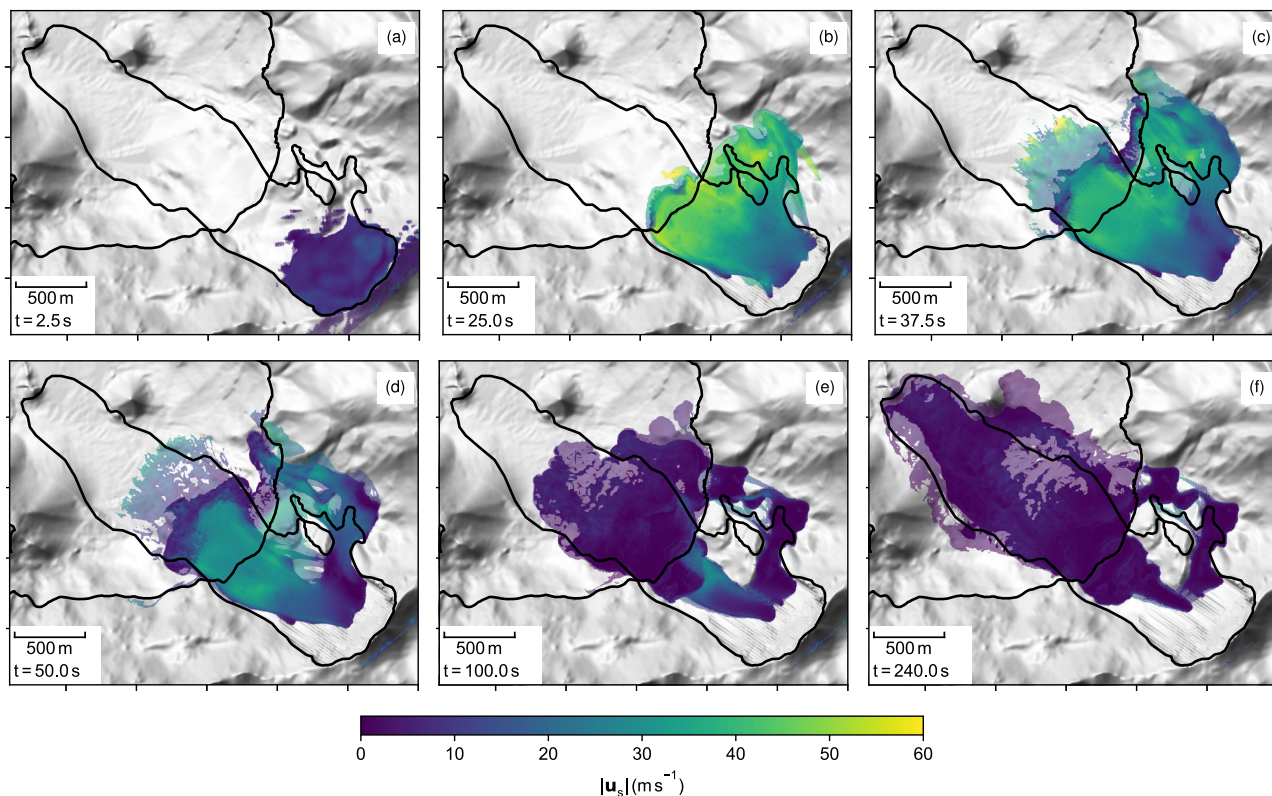 (a)
500 m
t = 2.5 s
(b)
500 m
t = 25.0 s
(c)
500 m
t = 37.5 s
(d)
500 m
t = 50.0 s
(e)
500 m
t = 100.0 s
(f)
500 m
t = 240.0 s
0 10 20 30 40 50 60
|u_s| (m s⁻¹)